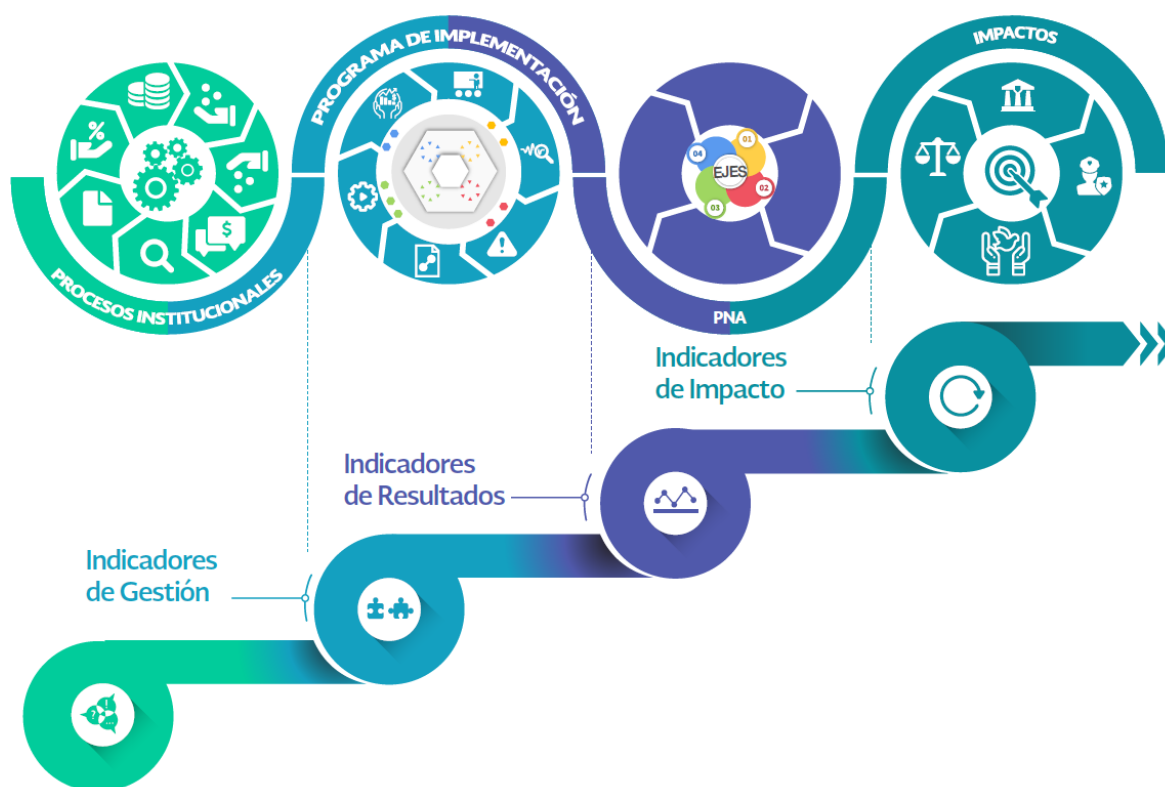 PROGRAMA DE IMPLEMENTACIÓN
IMPACTOS
%
$
04
01
EJES
02
03
!
PROCESOS INSTITUCIONALES
PNA
Indicadores
de Impacto
Indicadores
de Resultados
Indicadores
de Gestión
? ! ...